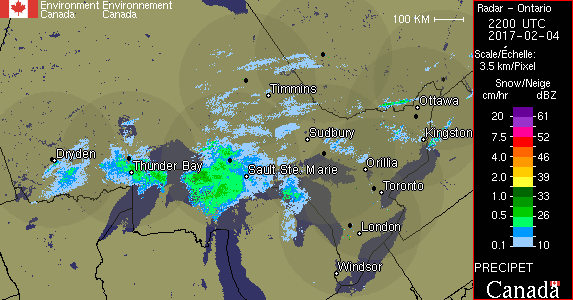 Environment Environnement
Canada Canada
100 KM
Radar - Ontario
2200 UTC
2017-02-04
Scale/Échelle:
3.5 km/Pixel
Snow/Neige
cm/hr dBZ
20 61
7.5 52
4.0 46
2.0 39
1.0 33
0.5 26
0.1 10
PRECIPET
Canada
Timmins
Ottawa
Sudbury
Kingston
Dryden
Thunder Bay
Sault Ste. Marie
Orillia
Toronto
London
Windsor